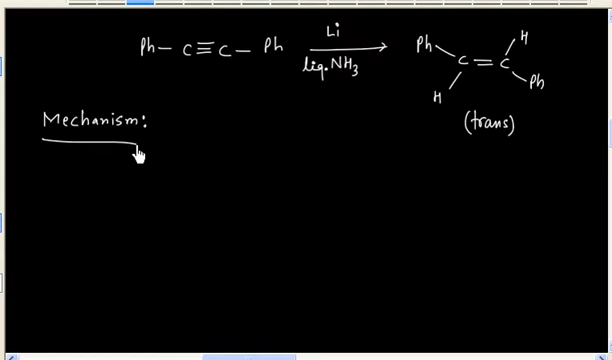 Ph – C ≡ C – Ph Li liq. NH3 Ph C = C H
H Ph
(trans)
Mechanism: